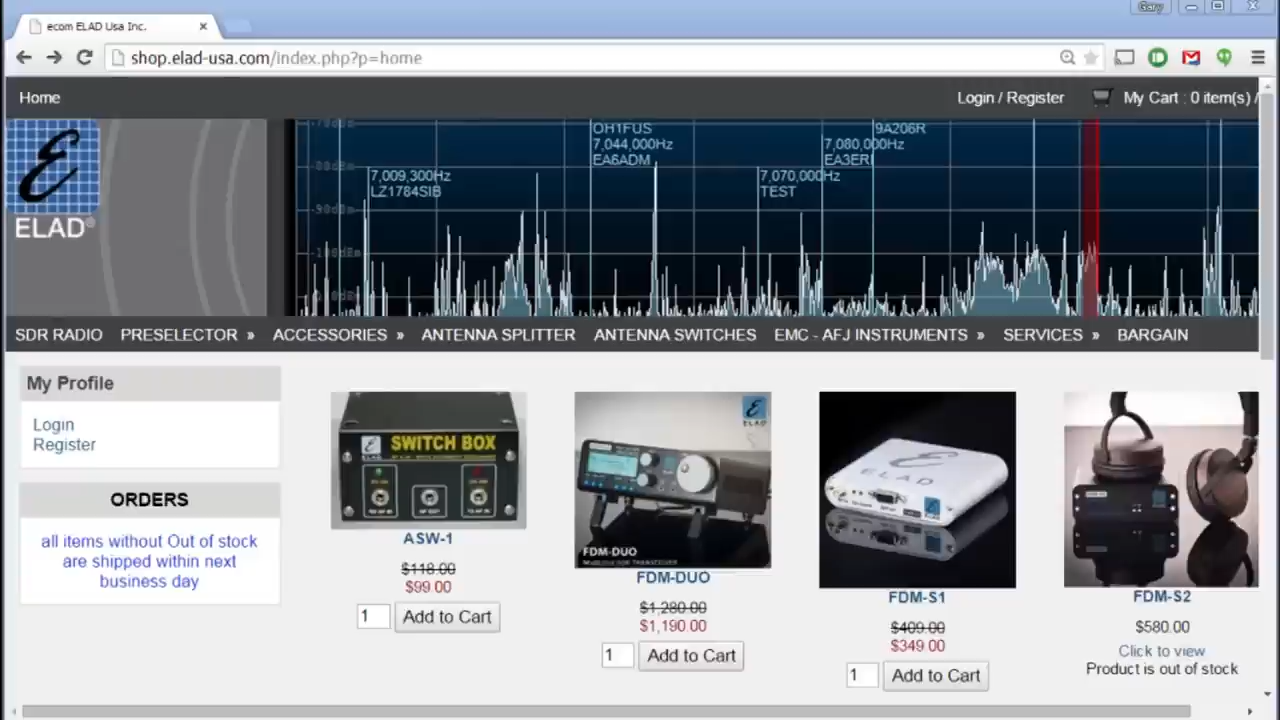 Gary
ecom ELAD Usa Inc.
shop.elad-usa.com/index.php?p=home
Home
Login / Register
My Cart : 0 item(s) /
E
ELAD®
OH1FUS
7,044,000Hz
EA6ADM
9A206R
7,080,000Hz
EA3ERI
7,009,300Hz
LZ1784SIB
7,070,000Hz
TEST
SDR RADIO
PRESELECTOR »
ACCESSORIES »
ANTENNA SPLITTER
ANTENNA SWITCHES
EMC - AFJ INSTRUMENTS »
SERVICES »
BARGAIN
My Profile
Login
Register
ORDERS
all items without Out of stock
are shipped within next
business day
SWITCH BOX
ASW-1
$118.00
$99.00
1
Add to Cart
ELAD
FDM-DUO
FDM-DUO
$1,280.00
$1,190.00
1
Add to Cart
ELAD
FDM-S1
$409.00
$349.00
1
Add to Cart
FDM-S2
$580.00
Click to view
Product is out of stock